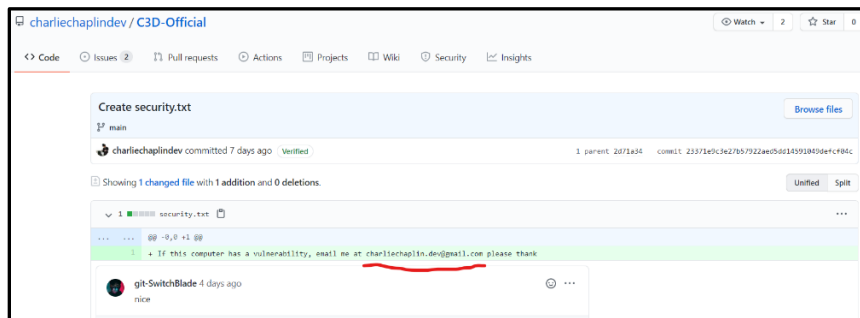 charliechaplindev / C3D-Official
Watch 2 Star 0
Code Issues 2 Pull requests Actions Projects Wiki Security Insights
Create security.txt
Browse files
main
charliechaplindev committed 7 days ago Verified
1 parent 2d71a34 commit 23371e9c3e27b57922aed5dd14591049defcf04c
Showing 1 changed file with 1 addition and 0 deletions.
Unified Split
1 security.txt ...
... ... @@ -0,0 +1 @@
1 + If this computer has a vulnerability, email me at charliechaplin.dev@gmail.com please thank
git-SwitchBlade 4 days ago ...
nice